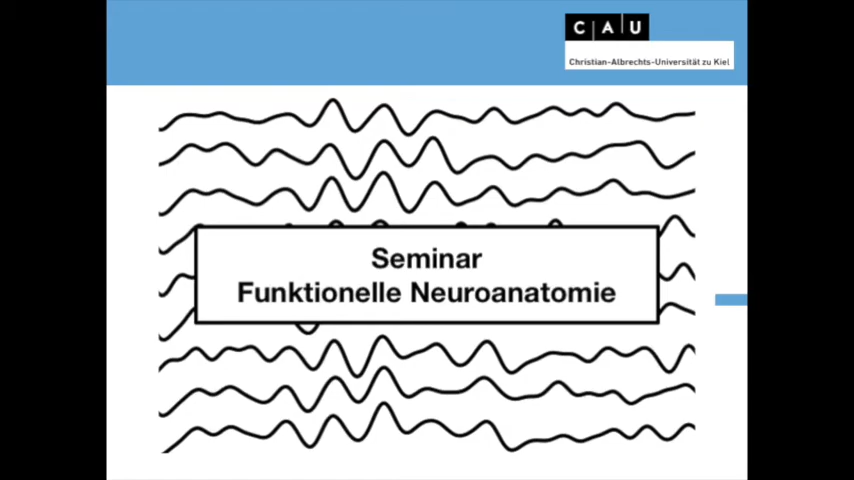 CAU
Christian-Albrechts-Universität zu Kiel
Seminar
Funktionelle Neuroanatomie